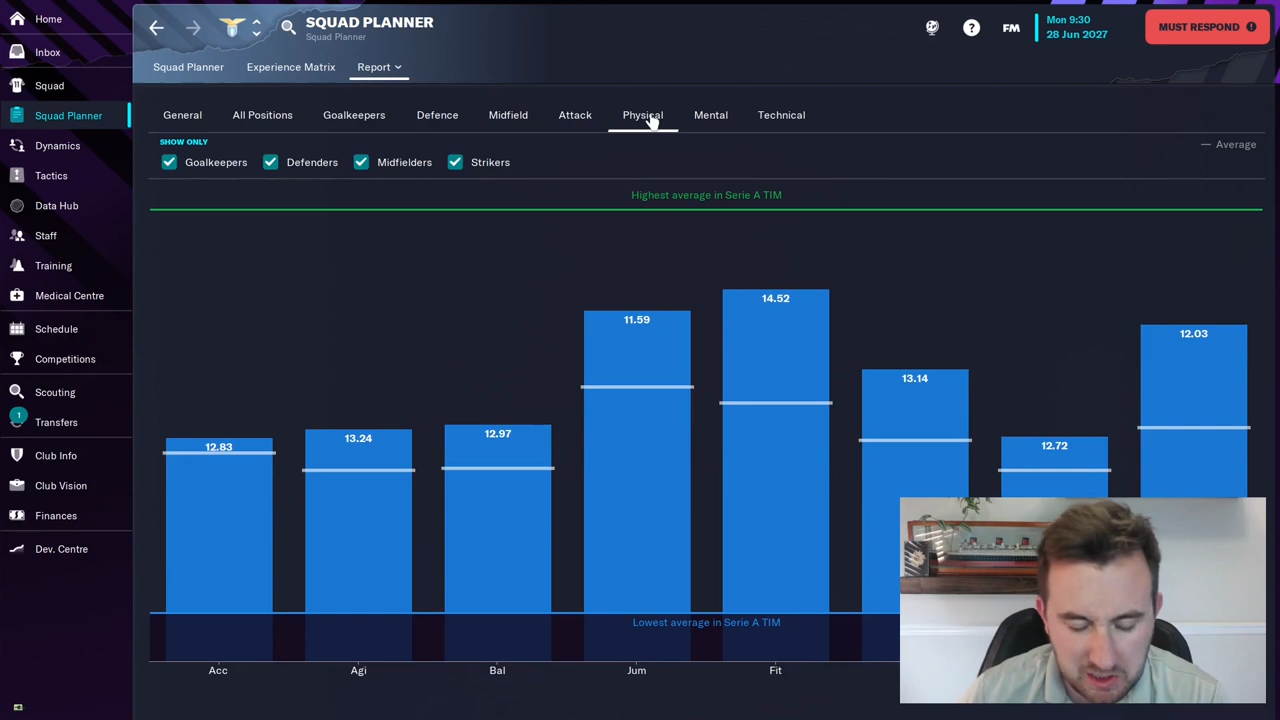 Home
Inbox
Squad
Squad Planner
Dynamics
Tactics
Data Hub
Staff
Training
Medical Centre
Schedule
Competitions
Scouting
1
Transfers
Club Info
Club Vision
Finances
Dev. Centre
SQUAD PLANNER
Squad Planner
?
FM
Mon 9:30
28 Jun 2027
MUST RESPOND
Squad Planner Experience Matrix Report
General All Positions Goalkeepers Defence Midfield Attack Physical Mental Technical
SHOW ONLY
Goalkeepers Defenders Midfielders Strikers
Average
Highest average in Serie A TIM
12.83 13.24 12.97 11.59 14.52 13.14 12.72 12.03
Lowest average in Serie A TIM
Acc Agi Bal Jum Fit